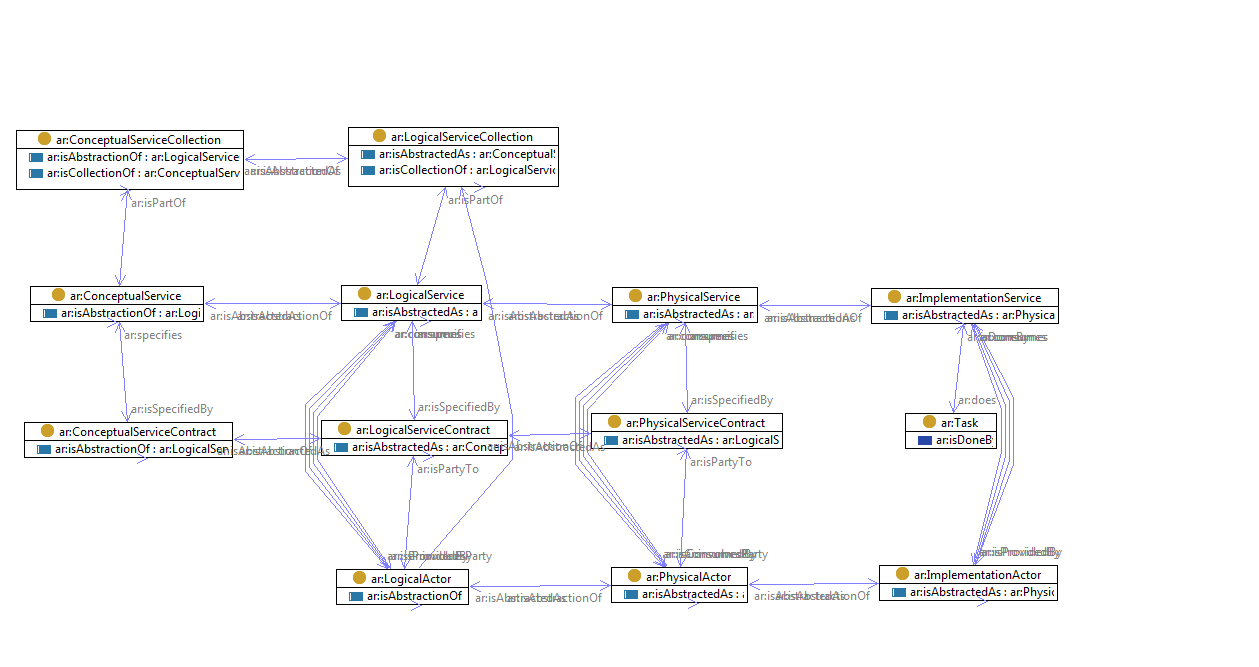 ar:ConceptualServiceCollection
ar:isAbstractionOf : ar:LogicalService
ar:isCollectionOf : ar:ConceptualServ
ar:LogicalServiceCollection
ar:isAbstractedAs : ar:Conceptual
ar:isCollectionOf : ar:LogicalServic
ar:isPartOf
ar:isPartOf
ar:ConceptualService
ar:isAbstractionOf : ar:Logi
ar:LogicalService
ar:isAbstractedAs : a
ar:PhysicalService
ar:isAbstractedAs : ar:
ar:ImplementationService
ar:isAbstractedAs : ar:Physica
ar:specifies
ar:does
ar:isSpecifiedBy
ar:isSpecifiedBy
ar:isSpecifiedBy
ar:ConceptualServiceContract
ar:isAbstractionOf : ar:LogicalSer
ar:LogicalServiceContract
ar:isAbstractedAs : ar:Concep
ar:PhysicalServiceContract
ar:isAbstractedAs : ar:LogicalS
ar:Task
ar:isDoneB
ar:isPartyTo
ar:isPartyTo
ar:LogicalActor
ar:isAbstractionOf
ar:PhysicalActor
ar:isAbstractedAs :
ar:ImplementationActor
ar:isAbstractedAs : ar:Physic